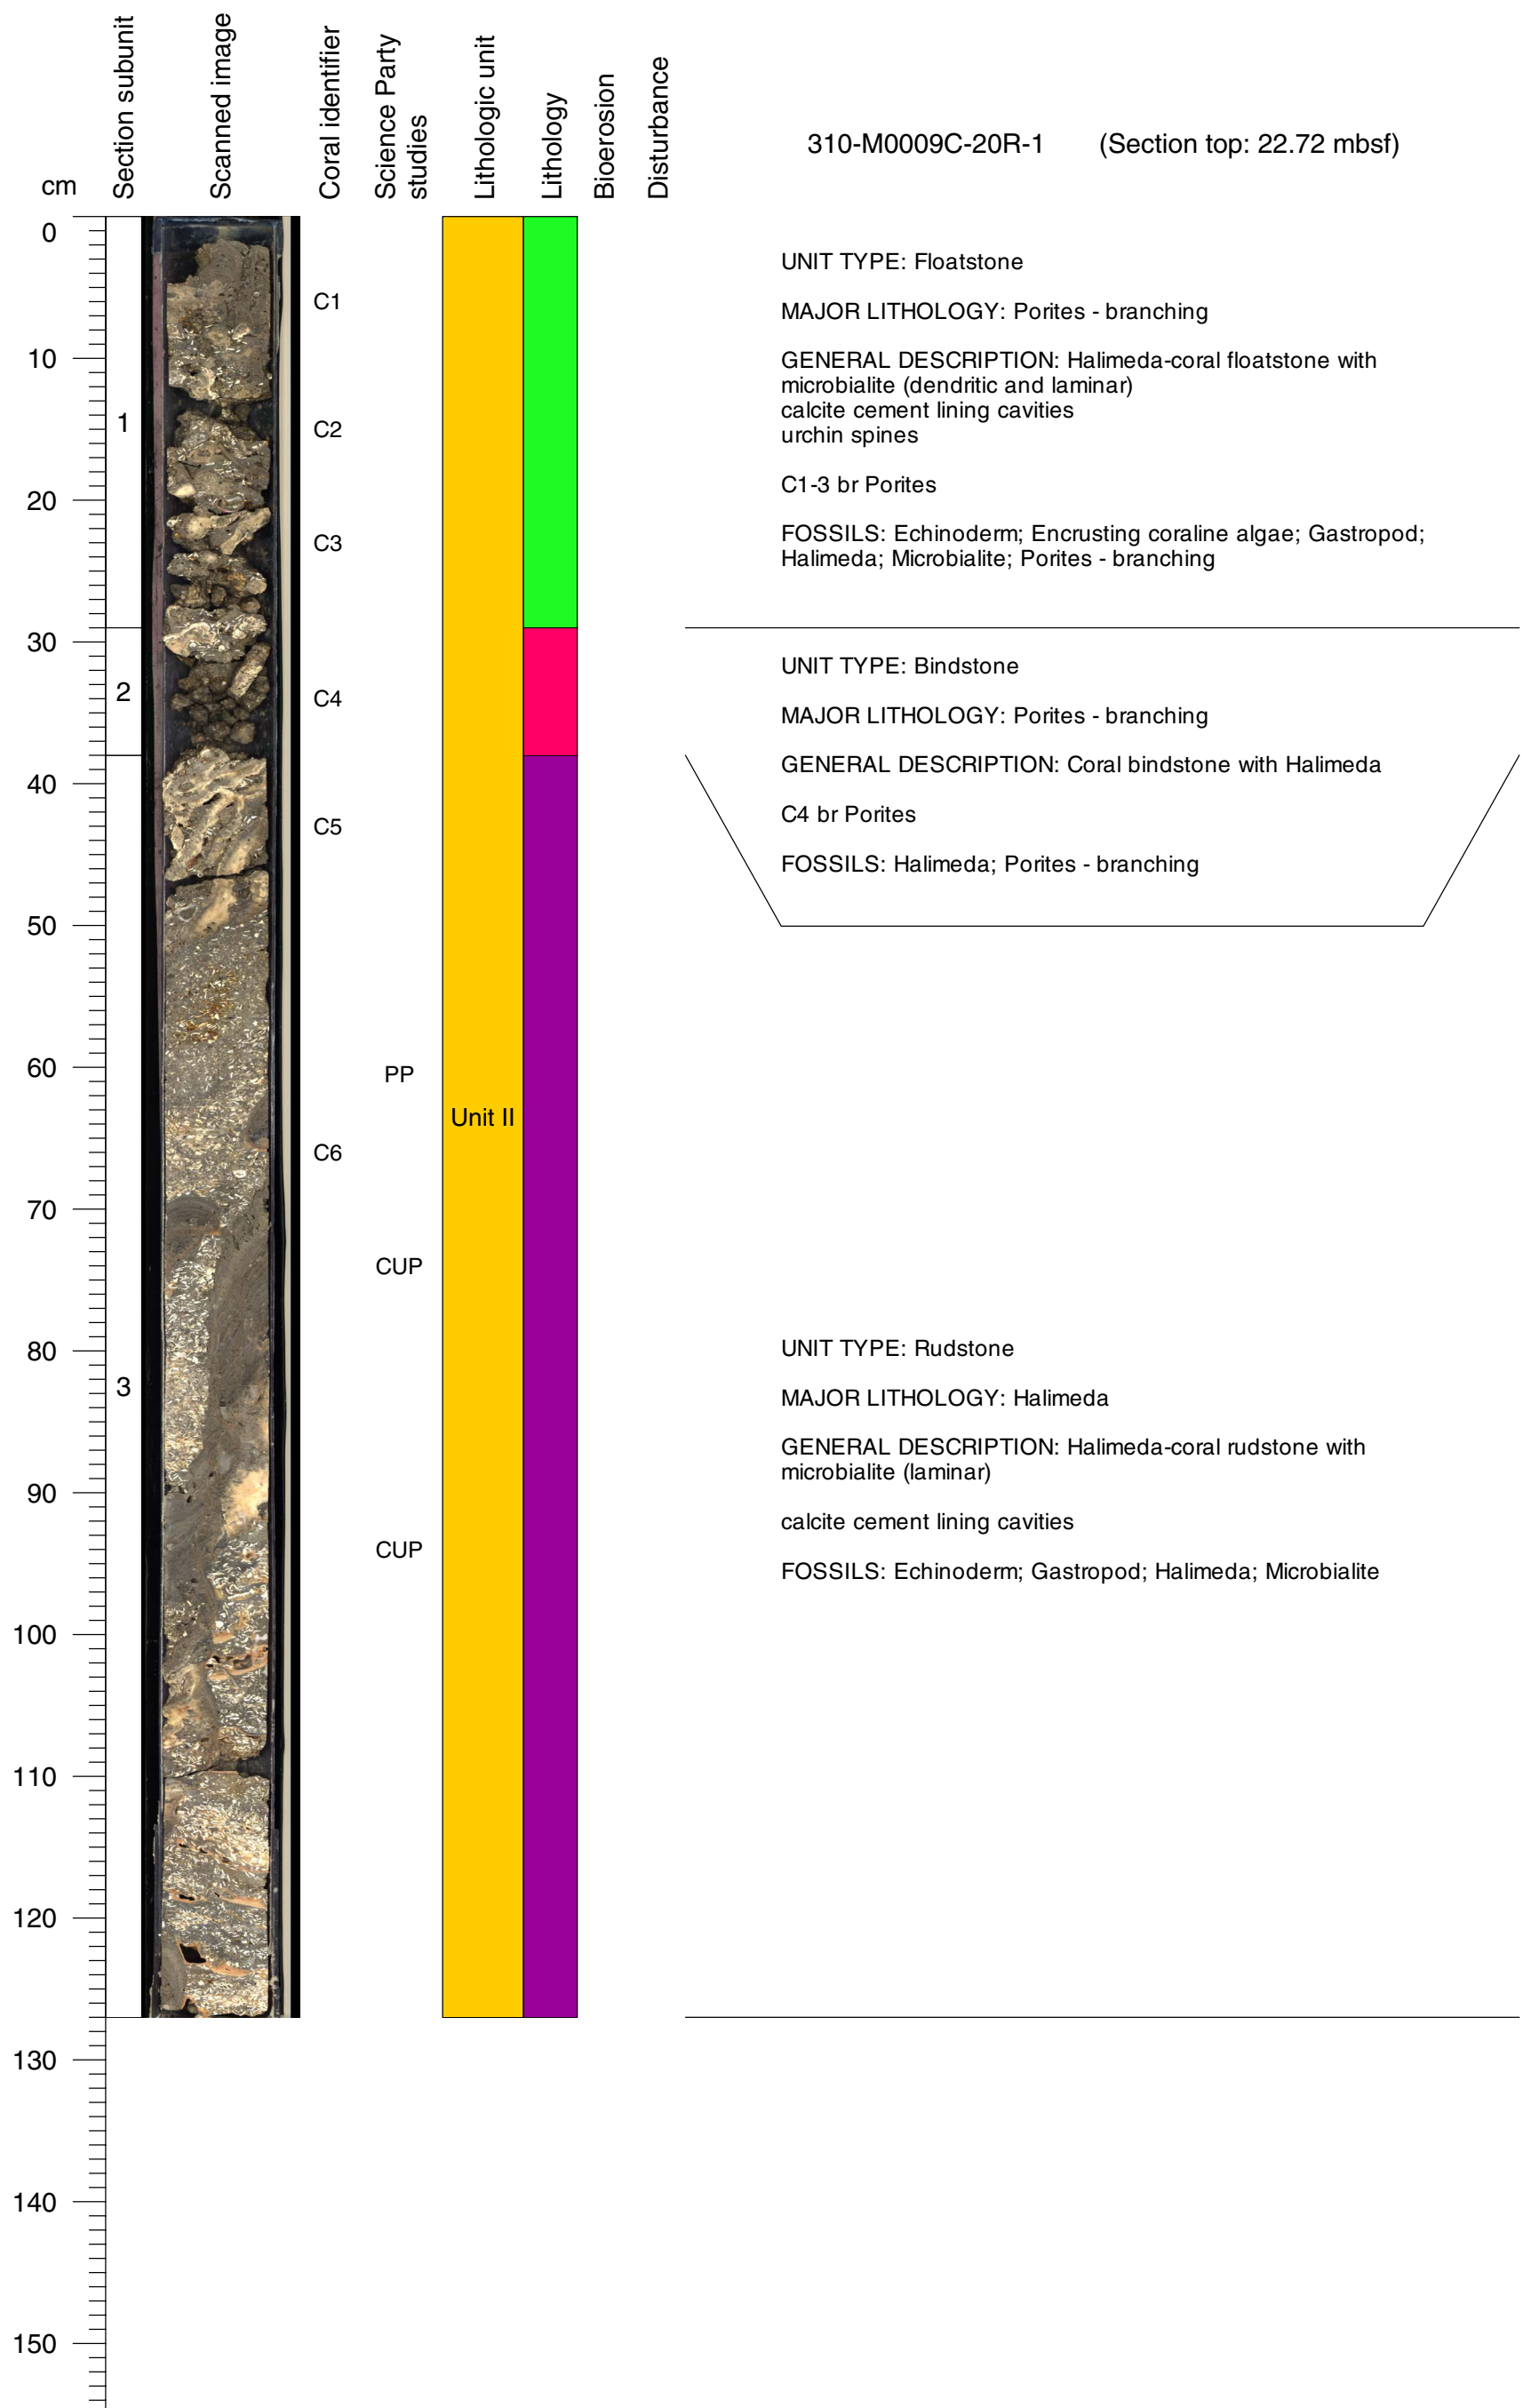 cm
Section subunit
Scanned image
Coral identifier
Science Party
studies
Lithologic unit
Lithology
Bioerosion
Disturbance
310-M0009C-20R-1 (Section top: 22.72 mbsf)
0
10
20
30
40
50
60
70
80
90
100
110
120
130
140
150
1
2
3
C1
C2
C3
C4
C5
C6
PP
CUP
CUP
Unit II
UNIT TYPE: Floatstone
MAJOR LITHOLOGY: Porites - branching
GENERAL DESCRIPTION: Halimeda-coral floatstone with
microbialite (dendritic and laminar)
calcite cement lining cavities
urchin spines
C1-3 br Porites
FOSSILS: Echinoderm; Encrusting coraline algae; Gastropod;
Halimeda; Microbialite; Porites - branching
UNIT TYPE: Bindstone
MAJOR LITHOLOGY: Porites - branching
GENERAL DESCRIPTION: Coral bindstone with Halimeda
C4 br Porites
FOSSILS: Halimeda; Porites - branching
UNIT TYPE: Rudstone
MAJOR LITHOLOGY: Halimeda
GENERAL DESCRIPTION: Halimeda-coral rudstone with
microbialite (laminar)
calcite cement lining cavities
FOSSILS: Echinoderm; Gastropod; Halimeda; Microbialite